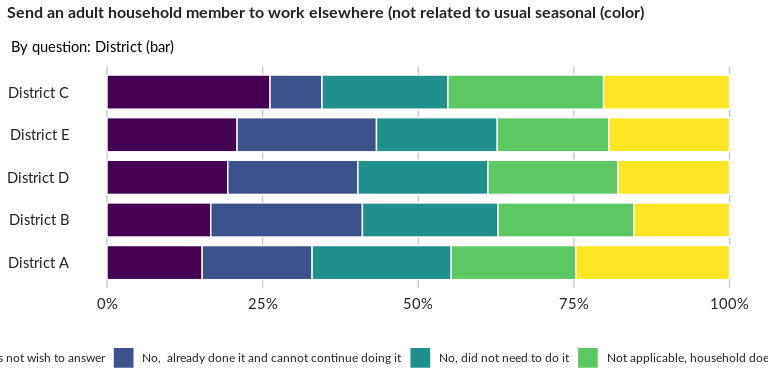 Send an adult household member to work elsewhere (not related to usual seasonal (color)
By question: District (bar)
District C
District E
District D
District B
District A
0% 25% 50% 75% 100%
s not wish to answer No, already done it and cannot continue doing it No, did not need to do it Not applicable, household doe